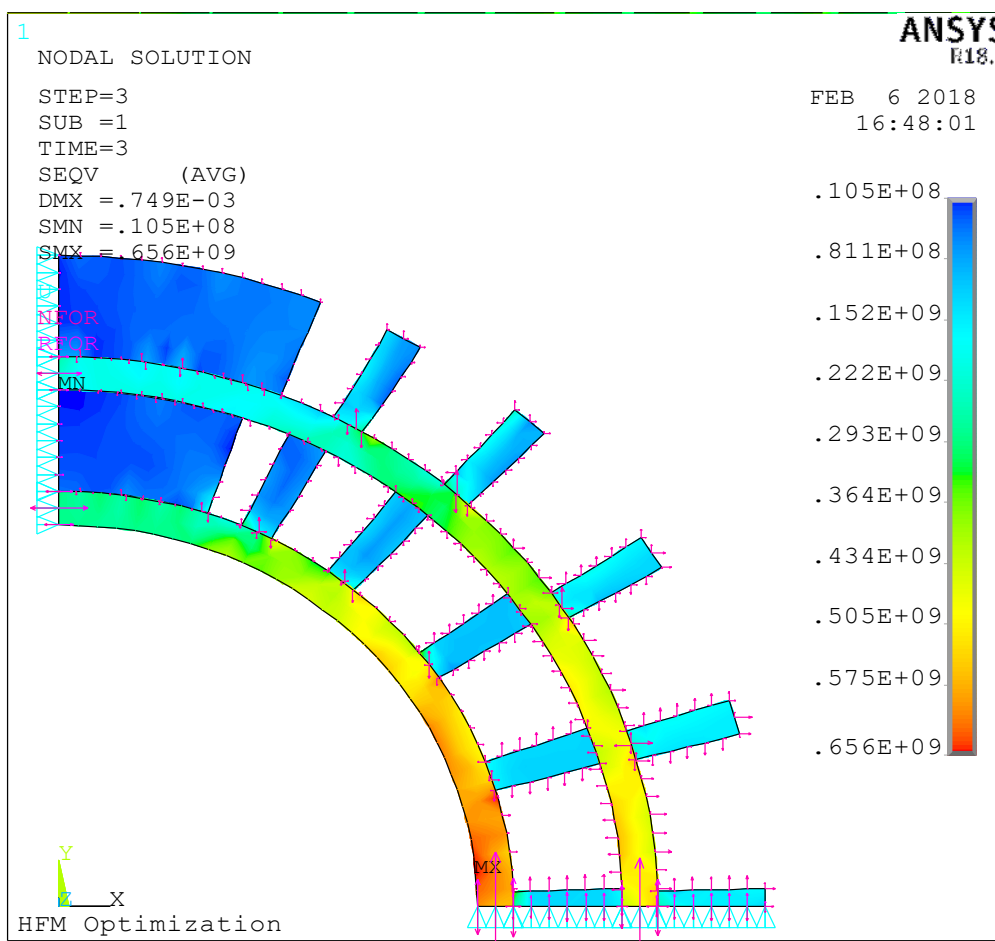 1
ANSYS
R18.
NODAL SOLUTION
STEP=3
SUB =1
TIME=3
SEQV (AVG)
DMX =.749E-03
SMN =.105E+08
SMX =.656E+09
FEB 6 2018
16:48:01
U
NFOR
RFOR
MN
MX
.105E+08
.811E+08
.152E+09
.222E+09
.293E+09
.364E+09
.434E+09
.505E+09
.575E+09
.656E+09
Y
Z X
HFM Optimization